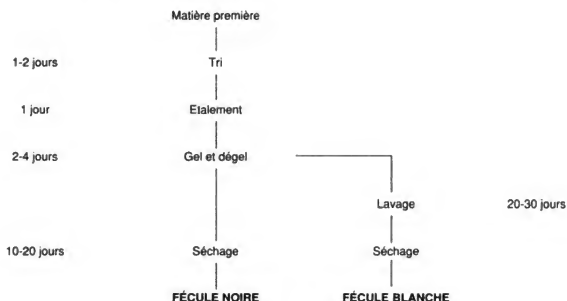 Matière première
1-2 jours Tri
1 jour Etalement
2-4 jours Gel et dégel
Lavage 20-30 jours
10-20 jours Séchage Séchage
FÉCULE NOIRE FÉCULE BLANCHE